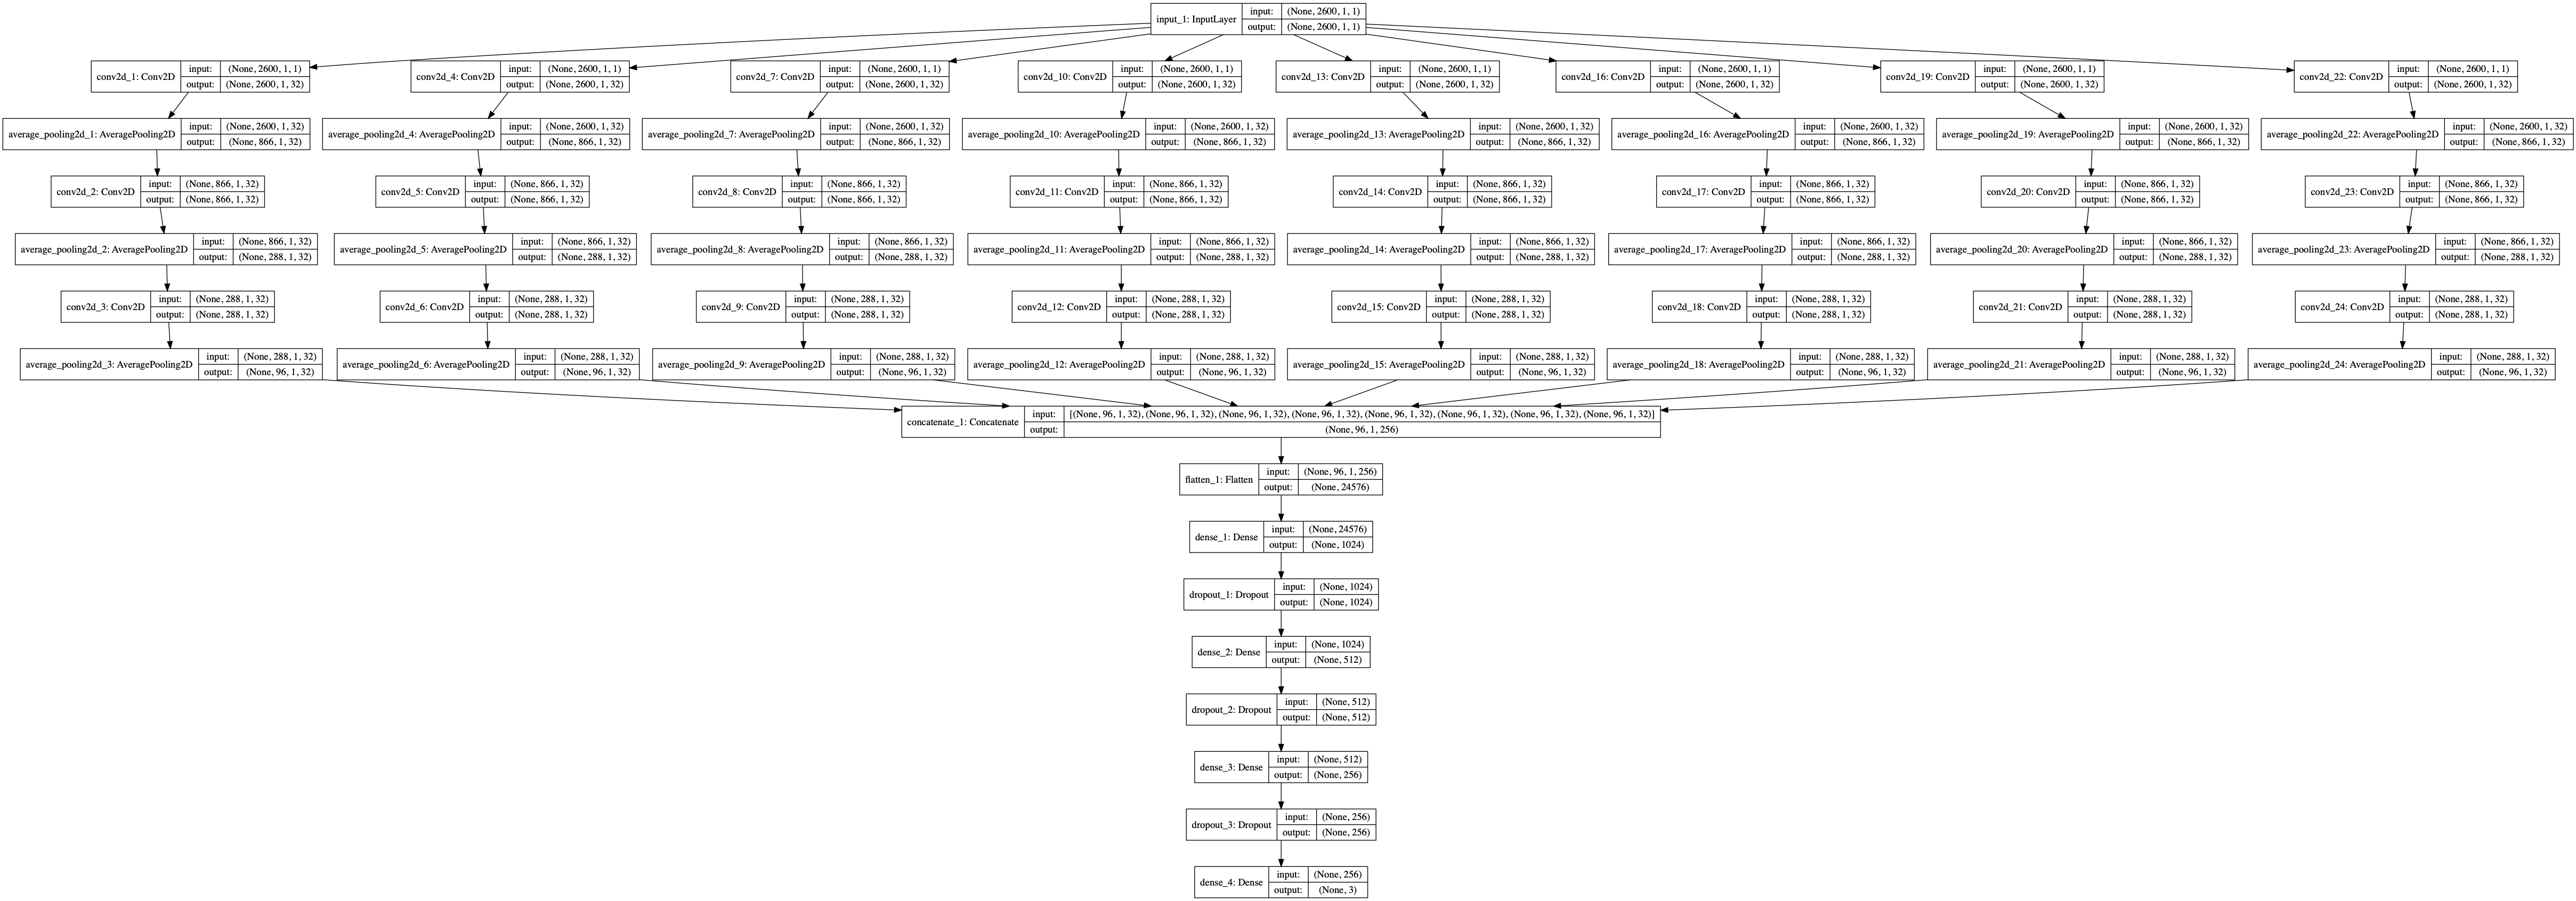 input_1: InputLayer input: (None, 2600, 1, 1)
output: (None, 2600, 1, 1)
conv2d_1: Conv2D input: (None, 2600, 1, 1)
output: (None, 2600, 1, 32)
conv2d_4: Conv2D input: (None, 2600, 1, 1)
output: (None, 2600, 1, 32)
conv2d_7: Conv2D input: (None, 2600, 1, 1)
output: (None, 2600, 1, 32)
conv2d_10: Conv2D input: (None, 2600, 1, 1)
output: (None, 2600, 1, 32)
conv2d_13: Conv2D input: (None, 2600, 1, 1)
output: (None, 2600, 1, 32)
conv2d_16: Conv2D input: (None, 2600, 1, 1)
output: (None, 2600, 1, 32)
conv2d_19: Conv2D input: (None, 2600, 1, 1)
output: (None, 2600, 1, 32)
conv2d_22: Conv2D input: (None, 2600, 1, 1)
output: (None, 2600, 1, 32)
average_pooling2d_1: AveragePooling2D input: (None, 2600, 1, 32)
output: (None, 866, 1, 32)
average_pooling2d_4: AveragePooling2D input: (None, 2600, 1, 32)
output: (None, 866, 1, 32)
average_pooling2d_7: AveragePooling2D input: (None, 2600, 1, 32)
output: (None, 866, 1, 32)
average_pooling2d_10: AveragePooling2D input: (None, 2600, 1, 32)
output: (None, 866, 1, 32)
average_pooling2d_13: AveragePooling2D input: (None, 2600, 1, 32)
output: (None, 866, 1, 32)
average_pooling2d_16: AveragePooling2D input: (None, 2600, 1, 32)
output: (None, 866, 1, 32)
average_pooling2d_19: AveragePooling2D input: (None, 2600, 1, 32)
output: (None, 866, 1, 32)
average_pooling2d_22: AveragePooling2D input: (None, 2600, 1, 32)
output: (None, 866, 1, 32)
conv2d_2: Conv2D input: (None, 866, 1, 32)
output: (None, 866, 1, 32)
conv2d_5: Conv2D input: (None, 866, 1, 32)
output: (None, 866, 1, 32)
conv2d_8: Conv2D input: (None, 866, 1, 32)
output: (None, 866, 1, 32)
conv2d_11: Conv2D input: (None, 866, 1, 32)
output: (None, 866, 1, 32)
conv2d_14: Conv2D input: (None, 866, 1, 32)
output: (None, 866, 1, 32)
conv2d_17: Conv2D input: (None, 866, 1, 32)
output: (None, 866, 1, 32)
conv2d_20: Conv2D input: (None, 866, 1, 32)
output: (None, 866, 1, 32)
conv2d_23: Conv2D input: (None, 866, 1, 32)
output: (None, 866, 1, 32)
average_pooling2d_2: AveragePooling2D input: (None, 866, 1, 32)
output: (None, 288, 1, 32)
average_pooling2d_5: AveragePooling2D input: (None, 866, 1, 32)
output: (None, 288, 1, 32)
average_pooling2d_8: AveragePooling2D input: (None, 866, 1, 32)
output: (None, 288, 1, 32)
average_pooling2d_11: AveragePooling2D input: (None, 866, 1, 32)
output: (None, 288, 1, 32)
average_pooling2d_14: AveragePooling2D input: (None, 866, 1, 32)
output: (None, 288, 1, 32)
average_pooling2d_17: AveragePooling2D input: (None, 866, 1, 32)
output: (None, 288, 1, 32)
average_pooling2d_20: AveragePooling2D input: (None, 866, 1, 32)
output: (None, 288, 1, 32)
average_pooling2d_23: AveragePooling2D input: (None, 866, 1, 32)
output: (None, 288, 1, 32)
conv2d_3: Conv2D input: (None, 288, 1, 32)
output: (None, 288, 1, 32)
conv2d_6: Conv2D input: (None, 288, 1, 32)
output: (None, 288, 1, 32)
conv2d_9: Conv2D input: (None, 288, 1, 32)
output: (None, 288, 1, 32)
conv2d_12: Conv2D input: (None, 288, 1, 32)
output: (None, 288, 1, 32)
conv2d_15: Conv2D input: (None, 288, 1, 32)
output: (None, 288, 1, 32)
conv2d_18: Conv2D input: (None, 288, 1, 32)
output: (None, 288, 1, 32)
conv2d_21: Conv2D input: (None, 288, 1, 32)
output: (None, 288, 1, 32)
conv2d_24: Conv2D input: (None, 288, 1, 32)
output: (None, 288, 1, 32)
average_pooling2d_3: AveragePooling2D input: (None, 288, 1, 32)
output: (None, 96, 1, 32)
average_pooling2d_6: AveragePooling2D input: (None, 288, 1, 32)
output: (None, 96, 1, 32)
average_pooling2d_9: AveragePooling2D input: (None, 288, 1, 32)
output: (None, 96, 1, 32)
average_pooling2d_12: AveragePooling2D input: (None, 288, 1, 32)
output: (None, 96, 1, 32)
average_pooling2d_15: AveragePooling2D input: (None, 288, 1, 32)
output: (None, 96, 1, 32)
average_pooling2d_18: AveragePooling2D input: (None, 288, 1, 32)
output: (None, 96, 1, 32)
average_pooling2d_21: AveragePooling2D input: (None, 288, 1, 32)
output: (None, 96, 1, 32)
average_pooling2d_24: AveragePooling2D input: (None, 288, 1, 32)
output: (None, 96, 1, 32)
concatenate_1: Concatenate input: [(None, 96, 1, 32), (None, 96, 1, 32), (None, 96, 1, 32), (None, 96, 1, 32), (None, 96, 1, 32), (None, 96, 1, 32), (None, 96, 1, 32), (None, 96, 1, 32)]
output: (None, 96, 1, 256)
flatten_1: Flatten input: (None, 96, 1, 256)
output: (None, 24576)
dense_1: Dense input: (None, 24576)
output: (None, 1024)
dropout_1: Dropout input: (None, 1024)
output: (None, 1024)
dense_2: Dense input: (None, 1024)
output: (None, 512)
dropout_2: Dropout input: (None, 512)
output: (None, 512)
dense_3: Dense input: (None, 512)
output: (None, 256)
dropout_3: Dropout input: (None, 256)
output: (None, 256)
dense_4: Dense input: (None, 256)
output: (None, 3)